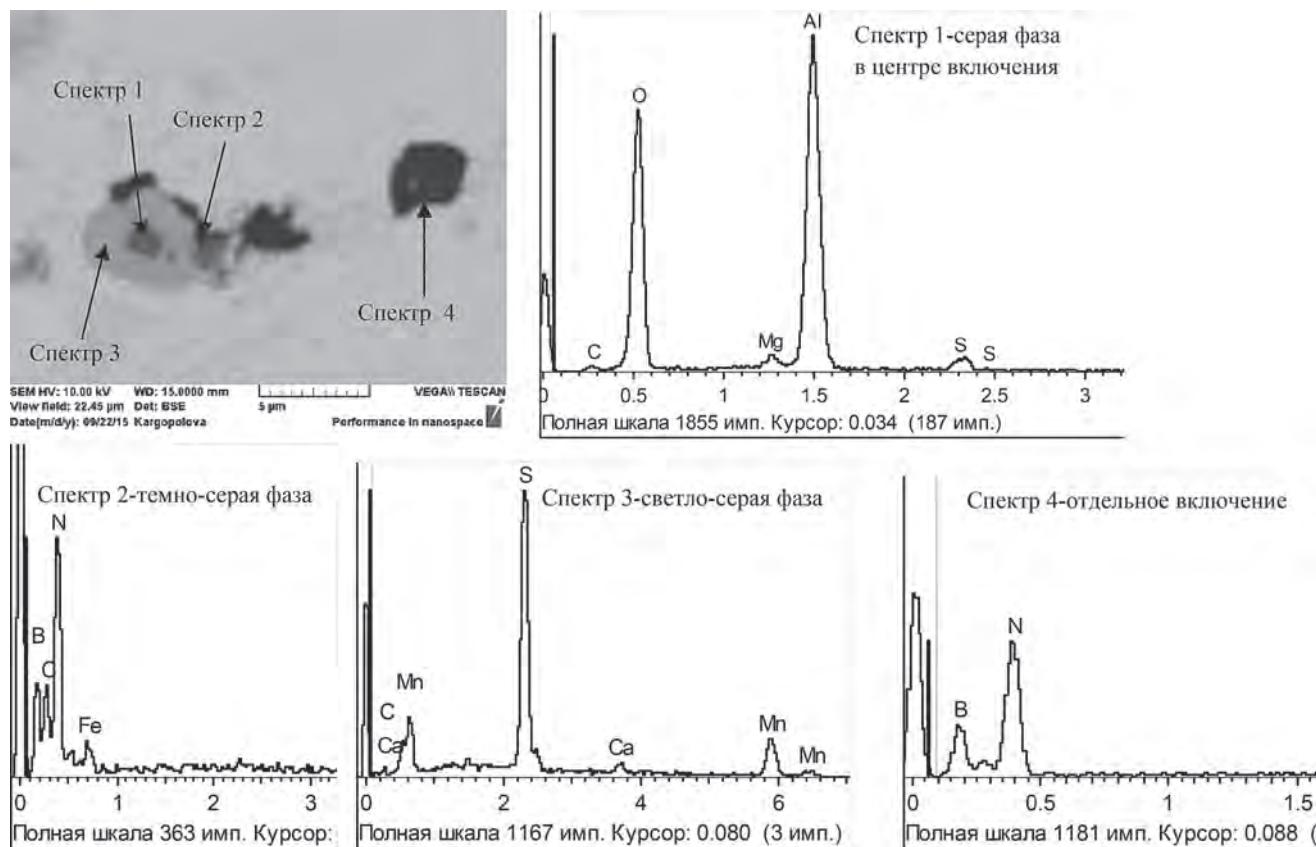 Спектр 1
Спектр 2
Спектр 3
Спектр 4
SEM HV: 10.00 kV WD: 15.0000 mm VEGA\\ TESCAN
View field: 22.45 µm Det: BSE 5 µm
Date(m/d/y): 09/22/15 Kargopolova Performance in nanospace
Спектр 1-серая фаза
в центре включения
Al
O
C
Mg
S
S
0 0.5 1 1.5 2 2.5 3
Полная шкала 1855 имп. Курсор: 0.034 (187 имп.)
Спектр 2-темно-серая фаза
N
B
C
Fe
0 1 2 3
Полная шкала 363 имп. Курсор:
Спектр 3-светло-серая фаза
S
Mn
C
Ca
Ca
Mn
Mn
0 2 4 6
Полная шкала 1167 имп. Курсор: 0.080 (3 имп.)
Спектр 4-отдельное включение
N
B
0 0.5 1 1.5
Полная шкала 1181 имп. Курсор: 0.088 (